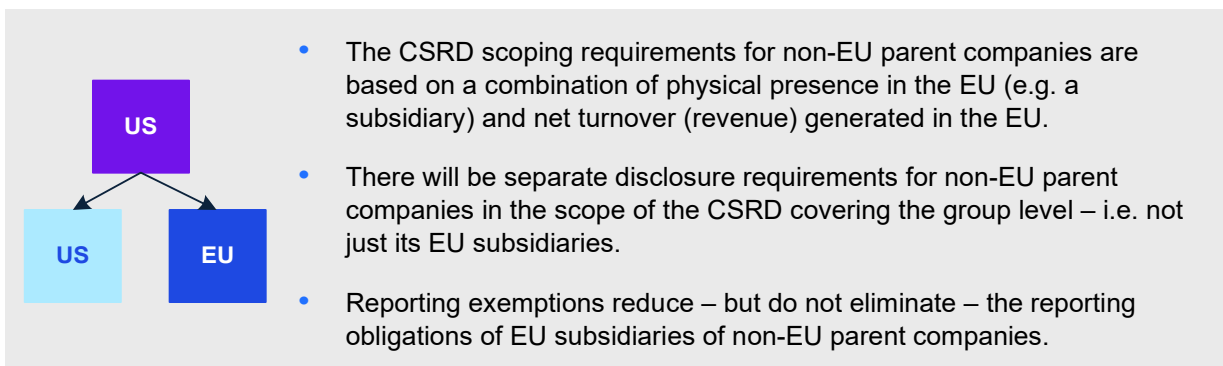 US
US
EU
• The CSRD scoping requirements for non-EU parent companies are
based on a combination of physical presence in the EU (e.g. a
subsidiary) and net turnover (revenue) generated in the EU.
• There will be separate disclosure requirements for non-EU parent
companies in the scope of the CSRD covering the group level – i.e. not
just its EU subsidiaries.
• Reporting exemptions reduce – but do not eliminate – the reporting
obligations of EU subsidiaries of non-EU parent companies.